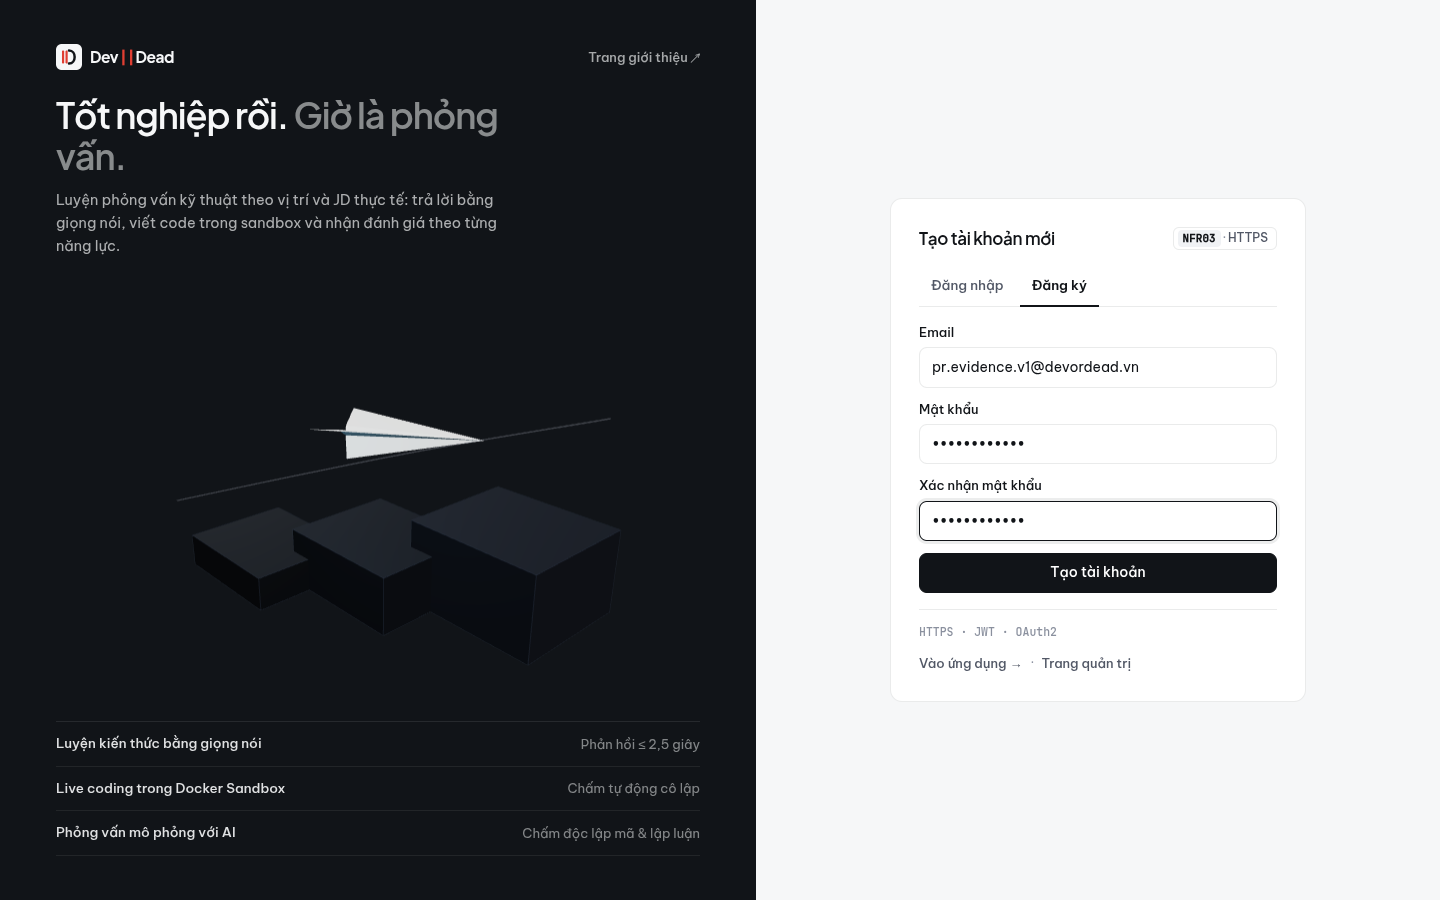 Dev||Dead
Trang giới thiệu ↗
Tốt nghiệp rồi. Giờ là phỏng
vấn.
Luyện phỏng vấn kỹ thuật theo vị trí và JD thực tế: trả lời bằng
giọng nói, viết code trong sandbox và nhận đánh giá theo từng
năng lực.
Luyện kiến thức bằng giọng nói
Phản hồi ≤ 2,5 giây
Live coding trong Docker Sandbox
Chấm tự động cô lập
Phỏng vấn mô phỏng với AI
Chấm độc lập mã & lập luận
Tạo tài khoản mới
NFR03 · HTTPS
Đăng nhập
Đăng ký
Email
pr.evidence.v1@devordead.vn
Mật khẩu
••••••••••••
Xác nhận mật khẩu
••••••••••••
Tạo tài khoản
HTTPS · JWT · OAuth2
Vào ứng dụng → · Trang quản trị